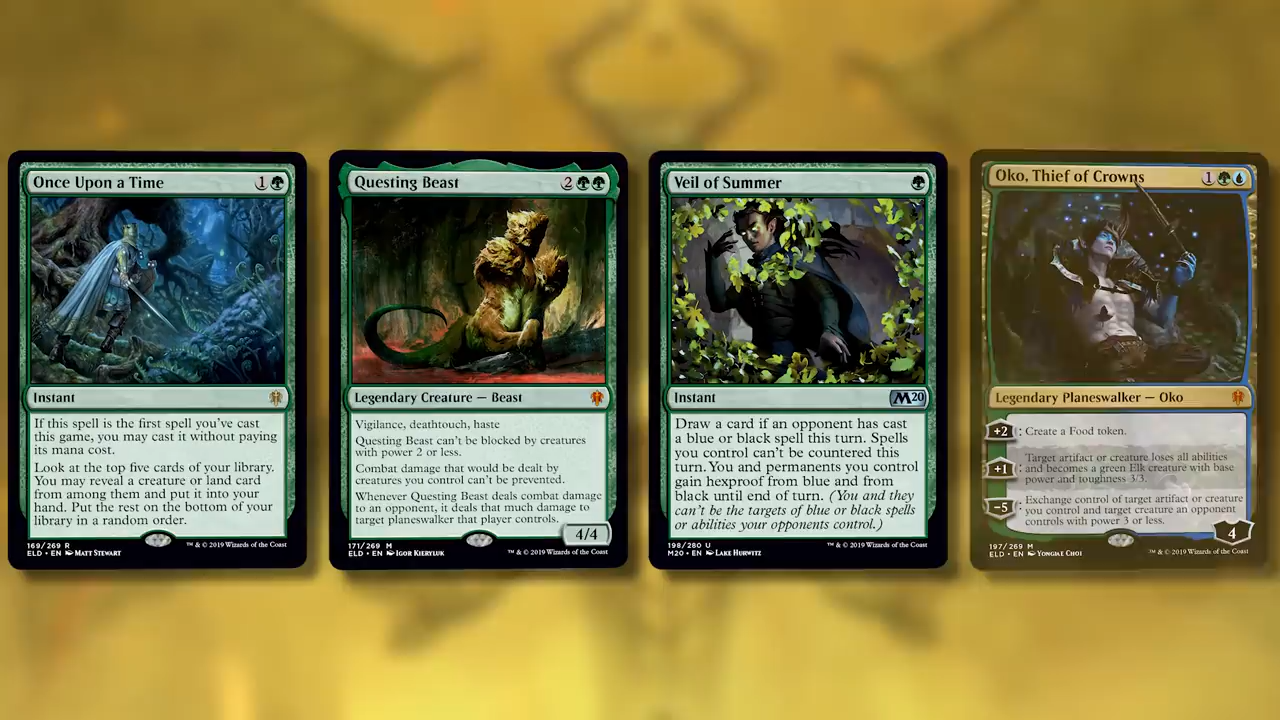 Once Upon a Time 1
Instant
If this spell is the first spell you've cast
this game, you may cast it without paying
its mana cost.
Look at the top five cards of your library.
You may reveal a creature or land card
from among them and put it into your
hand. Put the rest on the bottom of your
library in a random order.
169/269 R
ELD • EN Matt Stewart
™ & © 2019 Wizards of the Coast
Questing Beast 2
Legendary Creature — Beast
Vigilance, deathtouch, haste
Questing Beast can't be blocked by creatures
with power 2 or less.
Combat damage that would be dealt by
creatures you control can't be prevented.
Whenever Questing Beast deals combat damage
to an opponent, it deals that much damage to
target planeswalker that player controls.
4/4
171/269 M
ELD • EN Igor Kieryluk
™ & © 2019 Wizards of the Coast
Veil of Summer
Instant
M20
Draw a card if an opponent has cast
a blue or black spell this turn. Spells
you control can't be countered this
turn. You and permanents you control
gain hexproof from blue and from
black until end of turn. (You and they
can't be the targets of blue or black spells
or abilities your opponents control.)
198/280 U
M20 • EN Lake Hurwitz
™ & © 2019 Wizards of the Coast
Oko, Thief of Crowns 1
Legendary Planeswalker — Oko
+2 : Create a Food token.
+1 : Target artifact or creature loses all abilities
and becomes a green Elk creature with base
power and toughness 3/3.
−5 : Exchange control of target artifact or creature
you control and target creature an opponent
controls with power 3 or less.
4
197/269 M
ELD • EN Yongjae Choi
™ & © 2019 Wizards of the Coast